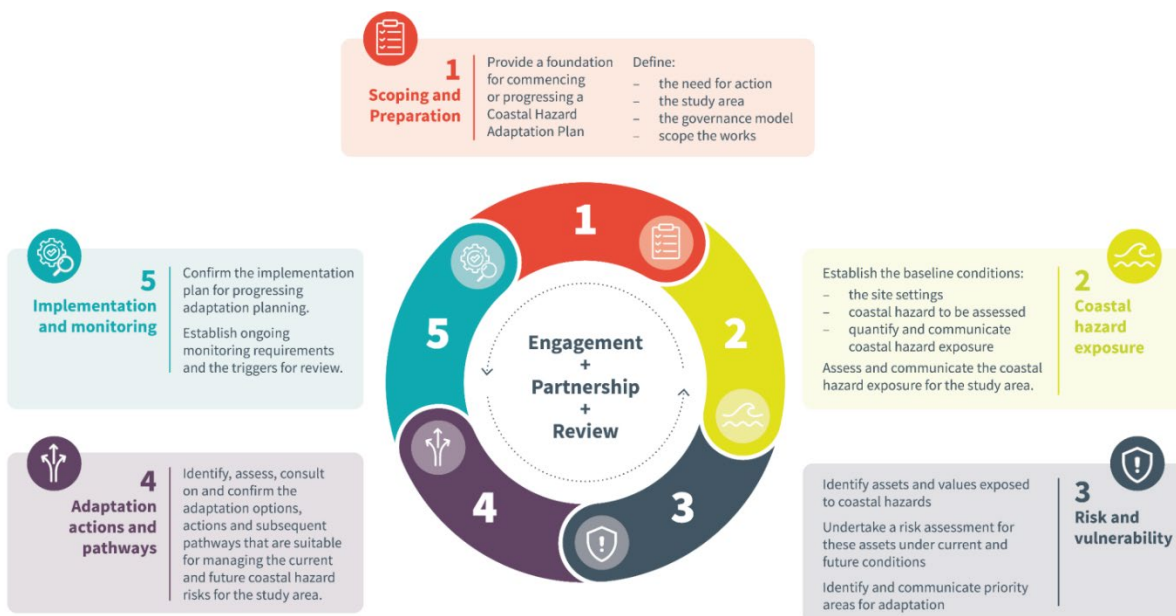 1
Scoping and
Preparation
Provide a foundation
for commencing
or progressing a
Coastal Hazard
Adaptation Plan
Define:
– the need for action
– the study area
– the governance model
– scope the works
1
2
3
4
5
Engagement
+
Partnership
+
Review
Establish the baseline conditions:
– the site settings
– coastal hazard to be assessed
– quantify and communicate
coastal hazard exposure
Assess and communicate the coastal
hazard exposure for the study area.
2
Coastal
hazard
exposure
Identify assets and values exposed
to coastal hazards
Undertake a risk assessment for
these assets under current and
future conditions
Identify and communicate priority
areas for adaptation
3
Risk and
vulnerability
4
Adaptation
actions and
pathways
Identify, assess, consult
on and confirm the
adaptation options,
actions and subsequent
pathways that are suitable
for managing the current
and future coastal hazard
risks for the study area.
5
Implementation
and monitoring
Confirm the implementation
plan for progressing
adaptation planning.
Establish ongoing
monitoring requirements
and the triggers for review.